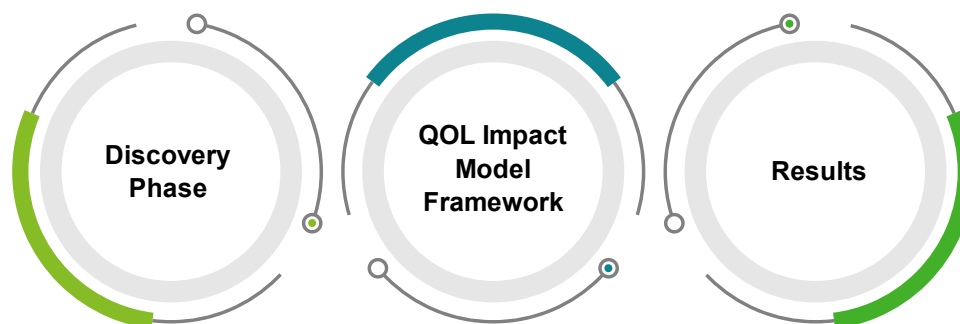 Discovery
Phase
QOL Impact
Model
Framework
Results